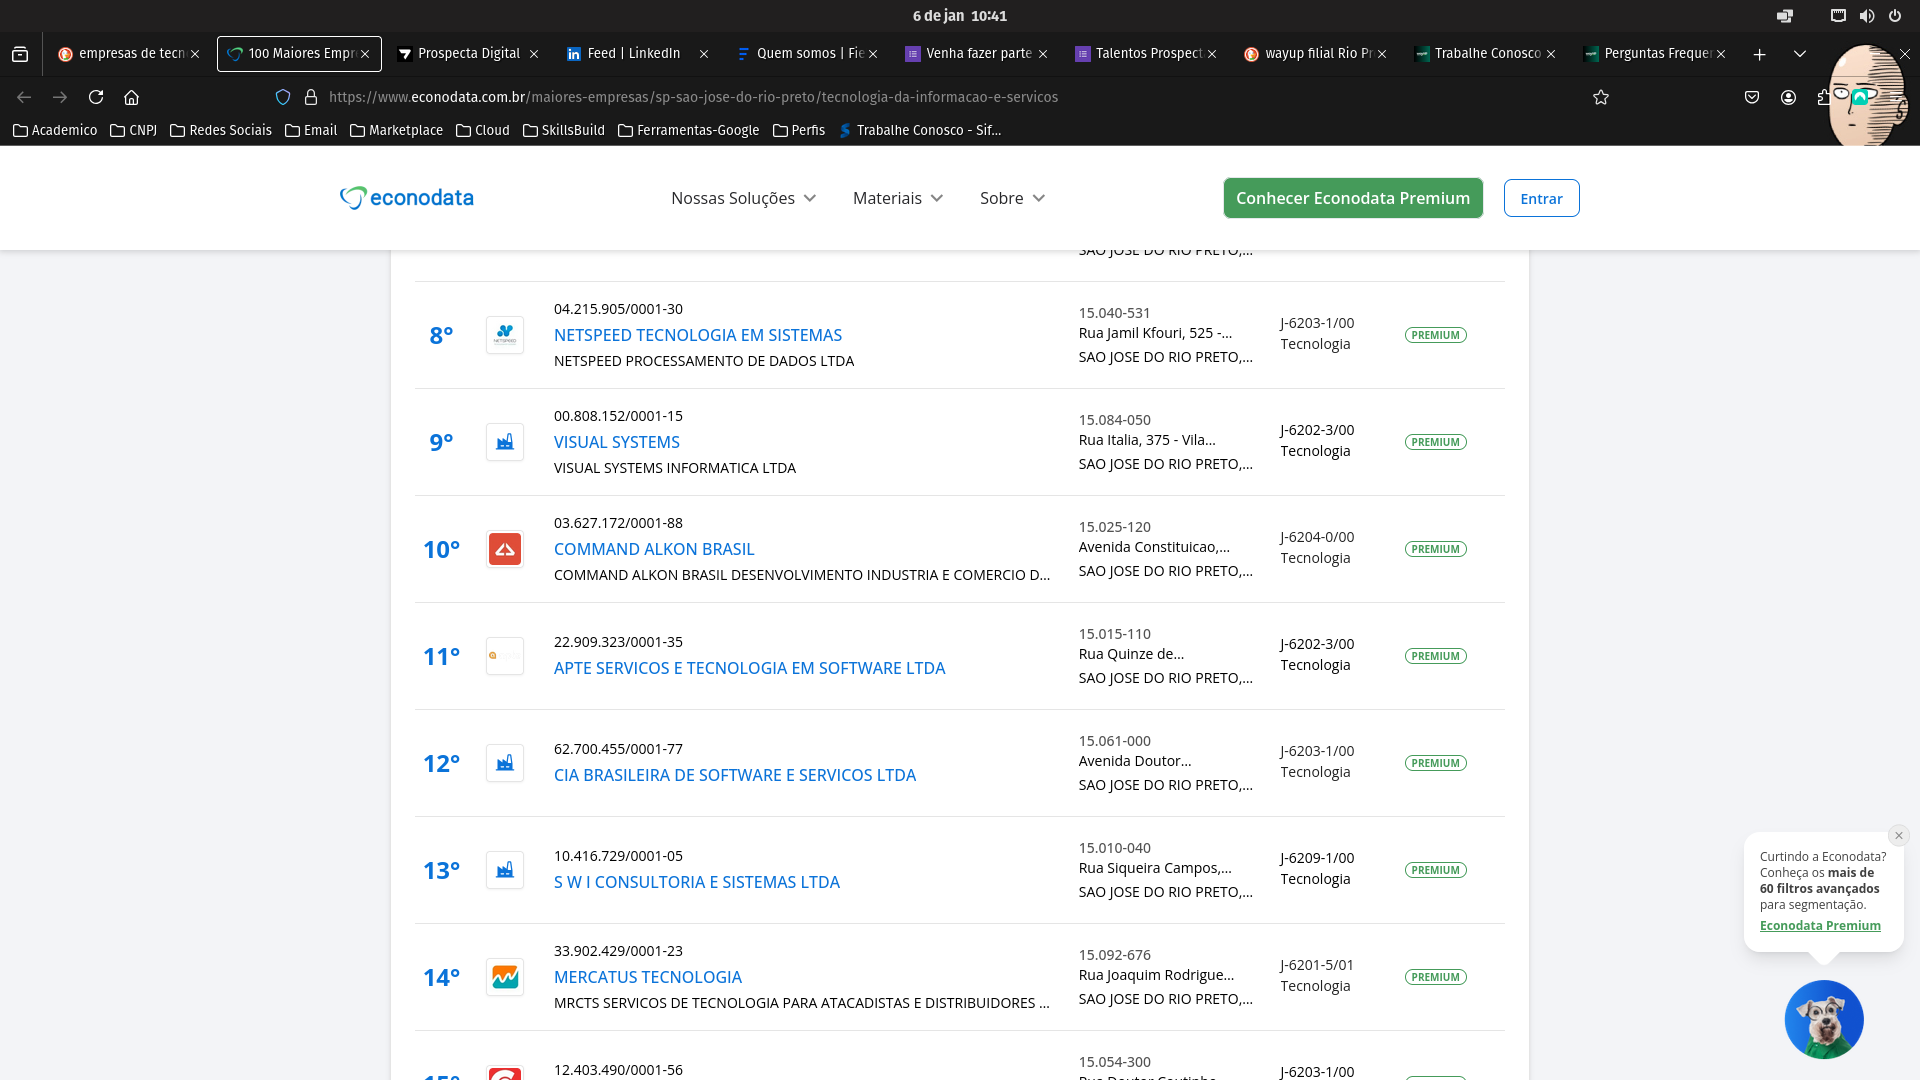 6 de jan 10:41
empresas de tecn
100 Maiores Empr
Prospecta Digital
Feed | LinkedIn
Quem somos | Fie
Venha fazer parte
Talentos Prospect
wayup filial Rio Pr
Trabalhe Conosco
Perguntas Frequer
https://www.econodata.com.br/maiores-empresas/sp-sao-jose-do-rio-preto/tecnologia-da-informacao-e-servicos
Academico
CNPJ
Redes Sociais
Email
Marketplace
Cloud
SkillsBuild
Ferramentas-Google
Perfis
Trabalhe Conosco - Sif...
econodata
Nossas Soluções
Materiais
Sobre
Conhecer Econodata Premium
Entrar
SAO JOSE DO RIO PRETO,...
8°
04.215.905/0001-30
NETSPEED TECNOLOGIA EM SISTEMAS
NETSPEED PROCESSAMENTO DE DADOS LTDA
15.040-531
Rua Jamil Kfouri, 525 -...
SAO JOSE DO RIO PRETO,...
J-6203-1/00
Tecnologia
PREMIUM
9°
00.808.152/0001-15
VISUAL SYSTEMS
VISUAL SYSTEMS INFORMATICA LTDA
15.084-050
Rua Italia, 375 - Vila...
SAO JOSE DO RIO PRETO,...
J-6202-3/00
Tecnologia
PREMIUM
10°
03.627.172/0001-88
COMMAND ALKON BRASIL
COMMAND ALKON BRASIL DESENVOLVIMENTO INDUSTRIA E COMERCIO D...
15.025-120
Avenida Constituicao,...
SAO JOSE DO RIO PRETO,...
J-6204-0/00
Tecnologia
PREMIUM
11°
22.909.323/0001-35
APTE SERVICOS E TECNOLOGIA EM SOFTWARE LTDA
15.015-110
Rua Quinze de...
SAO JOSE DO RIO PRETO,...
J-6202-3/00
Tecnologia
PREMIUM
12°
62.700.455/0001-77
CIA BRASILEIRA DE SOFTWARE E SERVICOS LTDA
15.061-000
Avenida Doutor...
SAO JOSE DO RIO PRETO,...
J-6203-1/00
Tecnologia
PREMIUM
13°
10.416.729/0001-05
S W I CONSULTORIA E SISTEMAS LTDA
15.010-040
Rua Siqueira Campos,...
SAO JOSE DO RIO PRETO,...
J-6209-1/00
Tecnologia
PREMIUM
14°
33.902.429/0001-23
MERCATUS TECNOLOGIA
MRCTS SERVICOS DE TECNOLOGIA PARA ATACADISTAS E DISTRIBUIDORES ...
15.092-676
Rua Joaquim Rodrigue...
SAO JOSE DO RIO PRETO,...
J-6201-5/01
Tecnologia
PREMIUM
15°
12.403.490/0001-56
15.054-300
Rua Doutor Coutinho
J-6203-1/00
Curtindo a Econodata?
Conheça os mais de
60 filtros avançados
para segmentação.
Econodata Premium